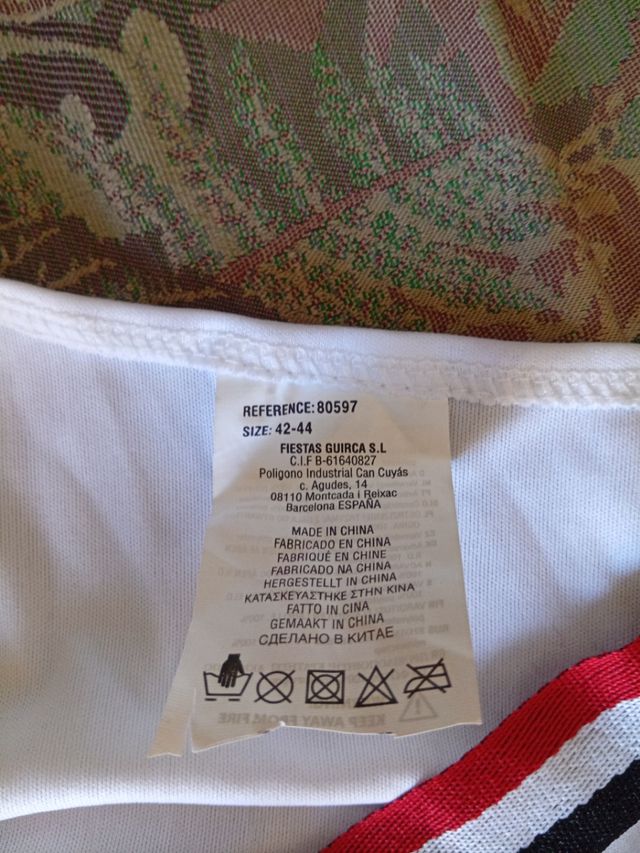 REFERENCE: 80597
SIZE: 42-44
FIESTAS GUIRCA S.L
C.I.F B-61640827
Poligono Industrial Can Cuyás
c. Agudes, 14
08110 Montcada i Reixac
Barcelona ESPAÑA
MADE IN CHINA
FABRICADO EN CHINA
FABRIQUÉ EN CHINE
FABRICADO NA CHINA
HERGESTELLT IN CHINA
ΚΑΤΑΣΚΕΥΑΣΤΗΚΕ ΣΤΗΝ ΚΙΝΑ
FATTO IN CINA
GEMAAKT IN CHINA
СДЕЛАНО В КИТАЕ
KEEP AWAY FROM FIRE